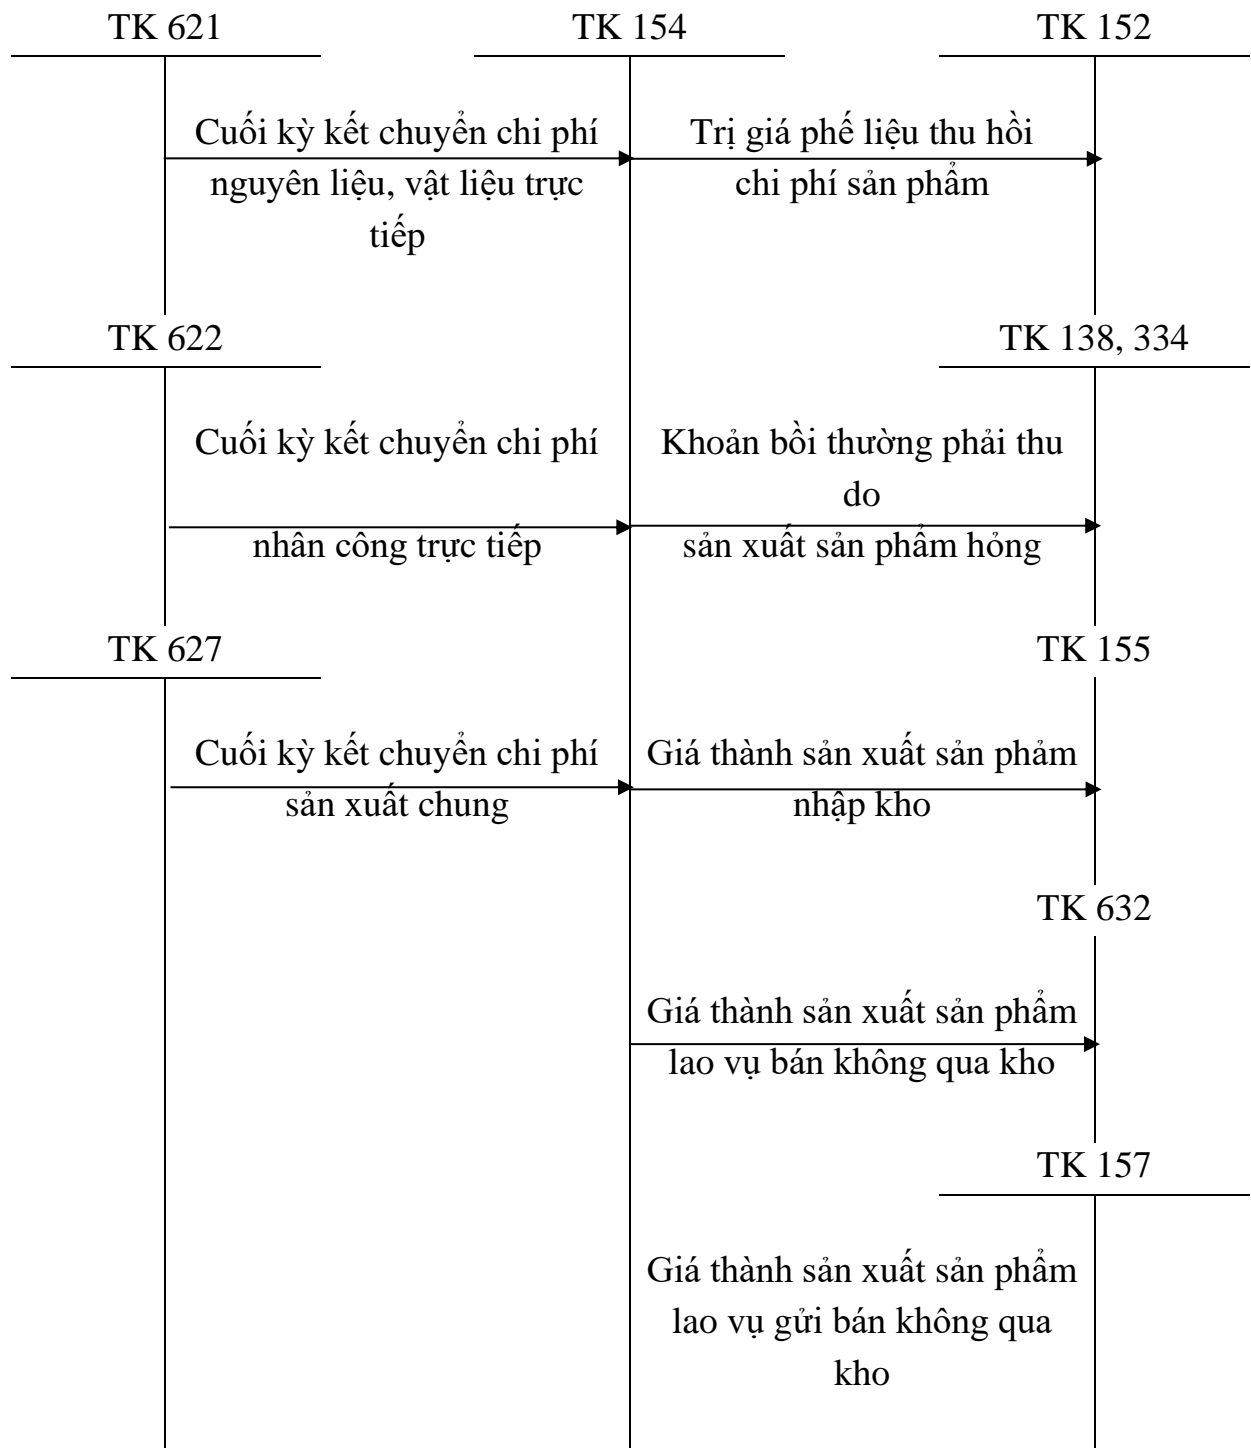 TK 621
TK 154
TK 152
Cuối kỳ kết chuyển chi phí
nguyên liệu, vật liệu trực
tiếp
Trị giá phế liệu thu hồi
chi phí sản phẩm
TK 622
TK 138, 334
Cuối kỳ kết chuyển chi phí
nhân công trực tiếp
Khoản bồi thường phải thu
do
sản xuất sản phẩm hỏng
TK 627
TK 155
Cuối kỳ kết chuyển chi phí
sản xuất chung
Giá thành sản xuất sản phảm
nhập kho
TK 632
Giá thành sản xuất sản phẩm
lao vụ bán không qua kho
TK 157
Giá thành sản xuất sản phẩm
lao vụ gửi bán không qua
kho